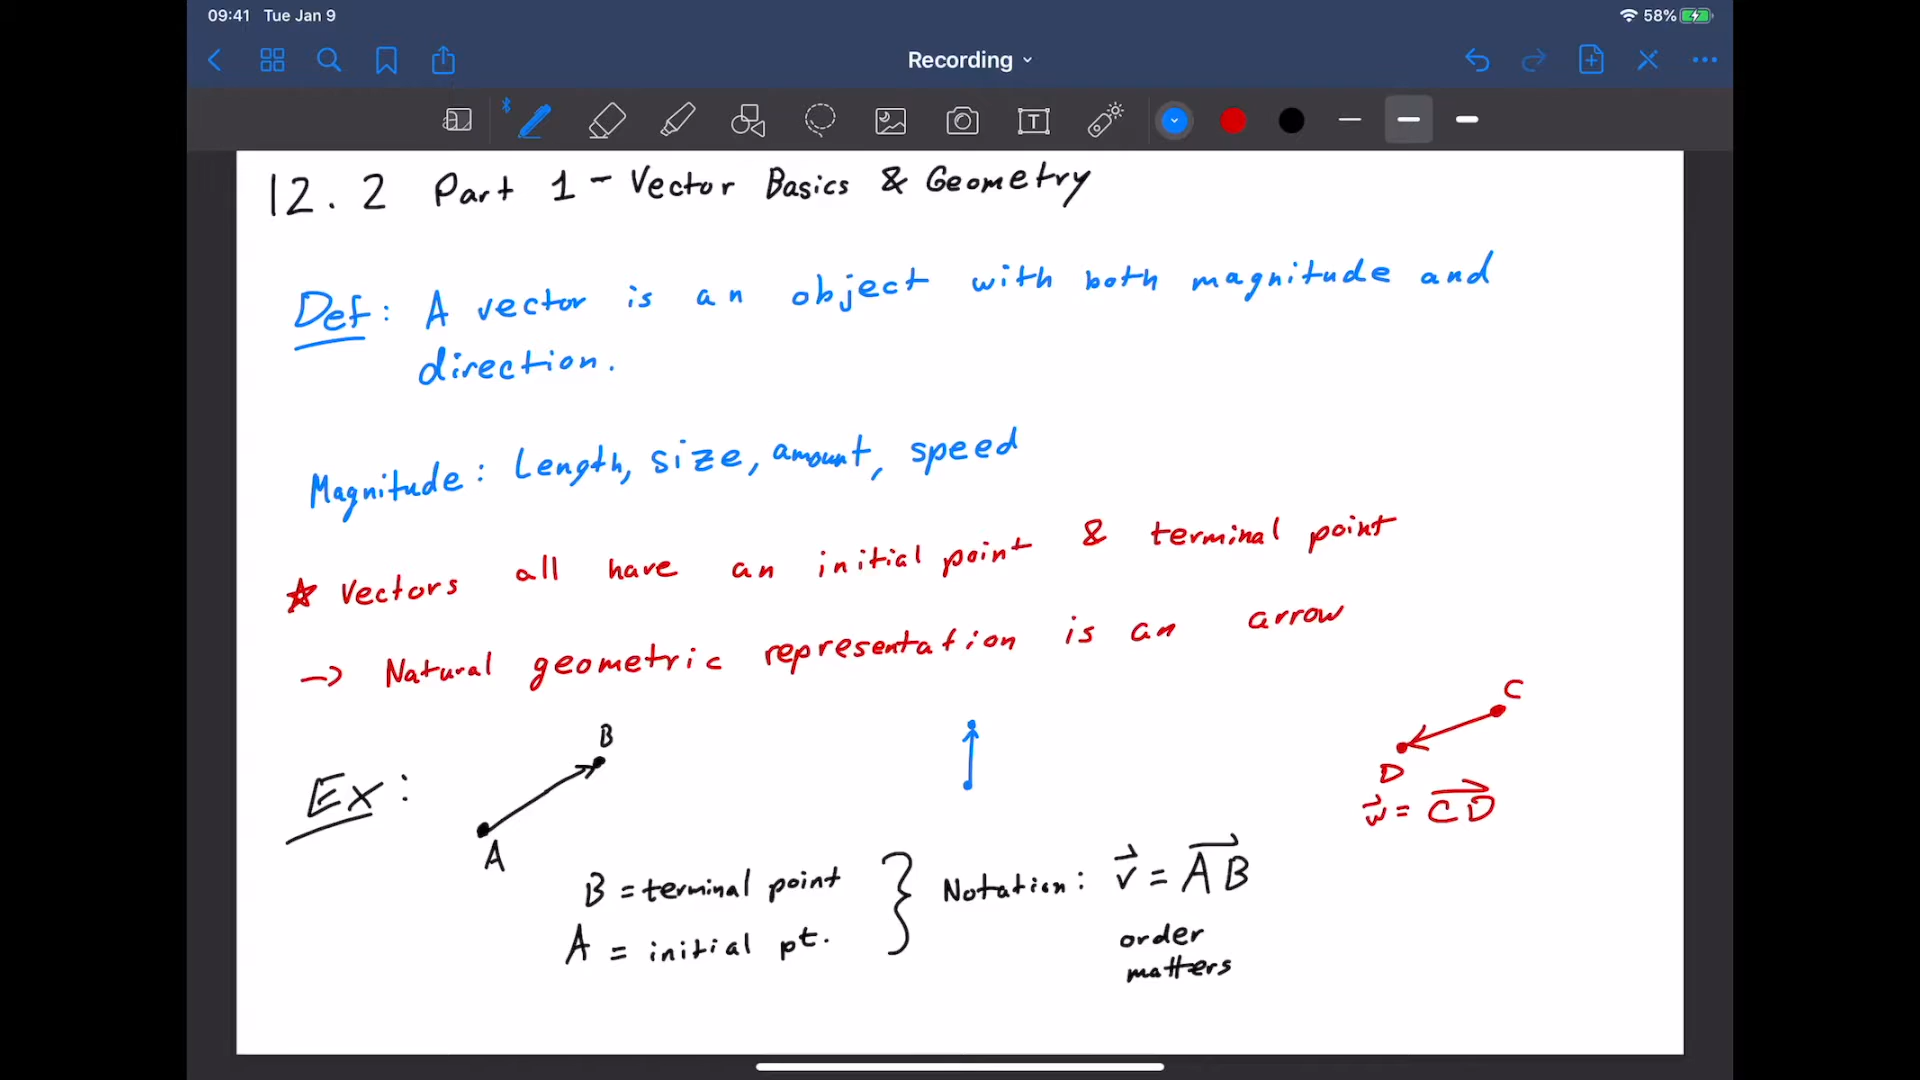 09:41 Tue Jan 9
58%
Recording
T
12.2 Part 1 - Vector Basics & Geometry
Def: A vector is an object with both magnitude and
direction.
Magnitude: Length, size, amount, speed
☆ Vectors all have an initial point & terminal point
→ Natural geometric representation is an arrow
C
B
D
Ex:
w⃗ = C⃗D⃗
A
B = terminal point } Notation: v⃗ = A⃗B⃗
A = initial pt.
order
matters